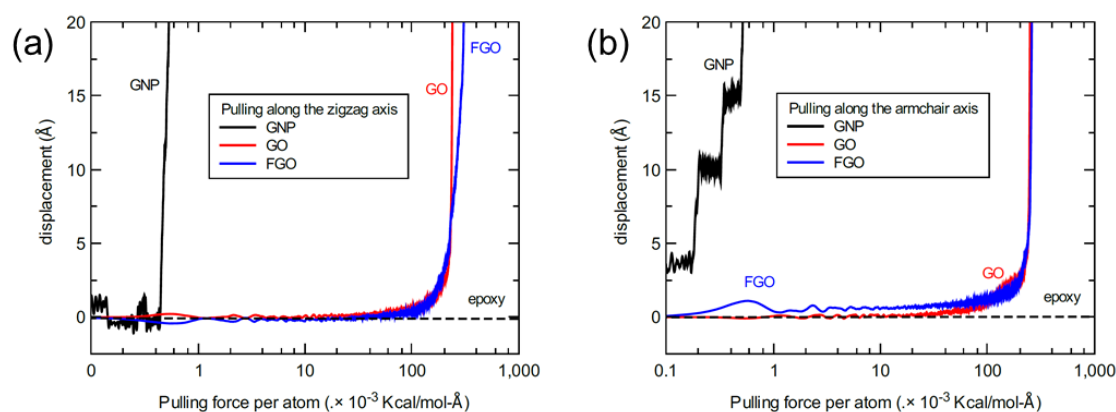 (a)
20
15
10
5
0
displacement (Å)
GNP
GO
FGO
Pulling along the zigzag axis
GNP
GO
FGO
epoxy
0
1
10
100
1,000
Pulling force per atom (.× 10⁻³ Kcal/mol-Å)
(b)
20
15
10
5
0
displacement (Å)
GNP
Pulling along the armchair axis
GNP
GO
FGO
FGO
GO
epoxy
0.1
1
10
100
1,000
Pulling force per atom (.× 10⁻³ Kcal/mol-Å)